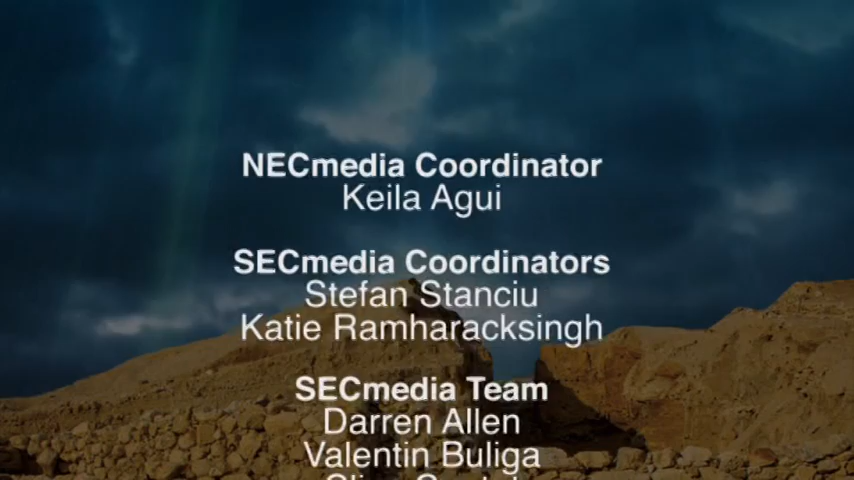 NECmedia Coordinator
Keila Agui
SECmedia Coordinators
Stefan Stanciu
Katie Ramharacksingh
SECmedia Team
Darren Allen
Valentin Buliga